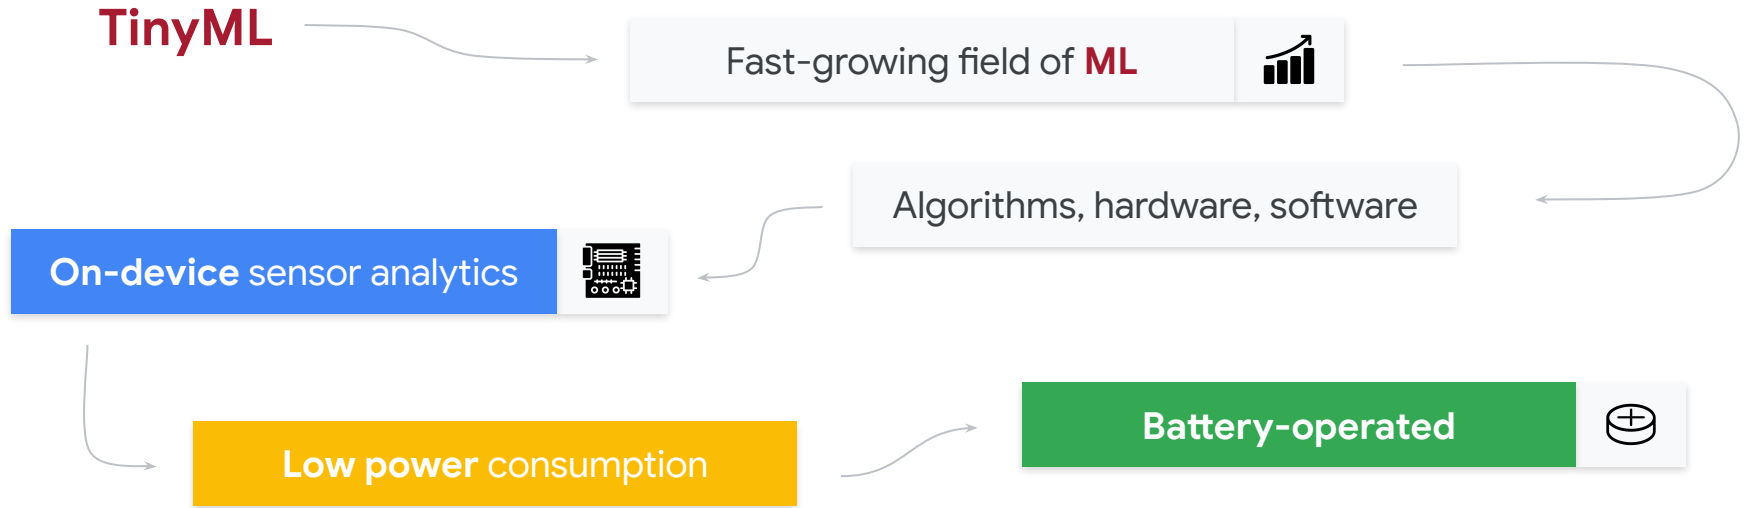 TinyML
Fast-growing field of ML
Algorithms, hardware, software
On-device sensor analytics
Low power consumption
Battery-operated